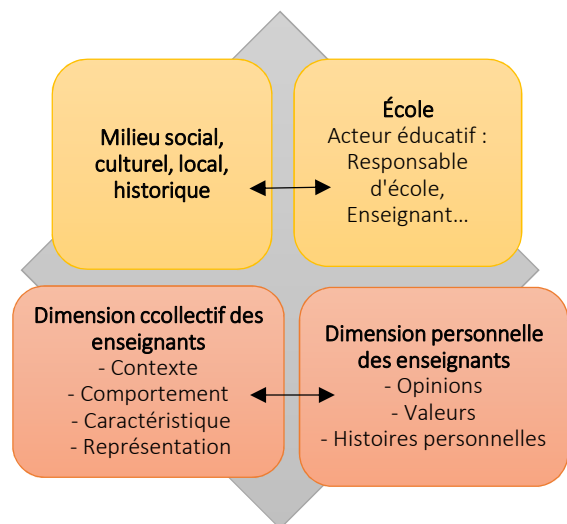 Milieu social,
culturel, local,
historique
École
Acteur éducatif :
Responsable
d'école,
Enseignant...
Dimension ccollectif des
enseignants
- Contexte
- Comportement
- Caractéristique
- Représentation
Dimension personnelle
des enseignants
- Opinions
- Valeurs
- Histoires personnelles